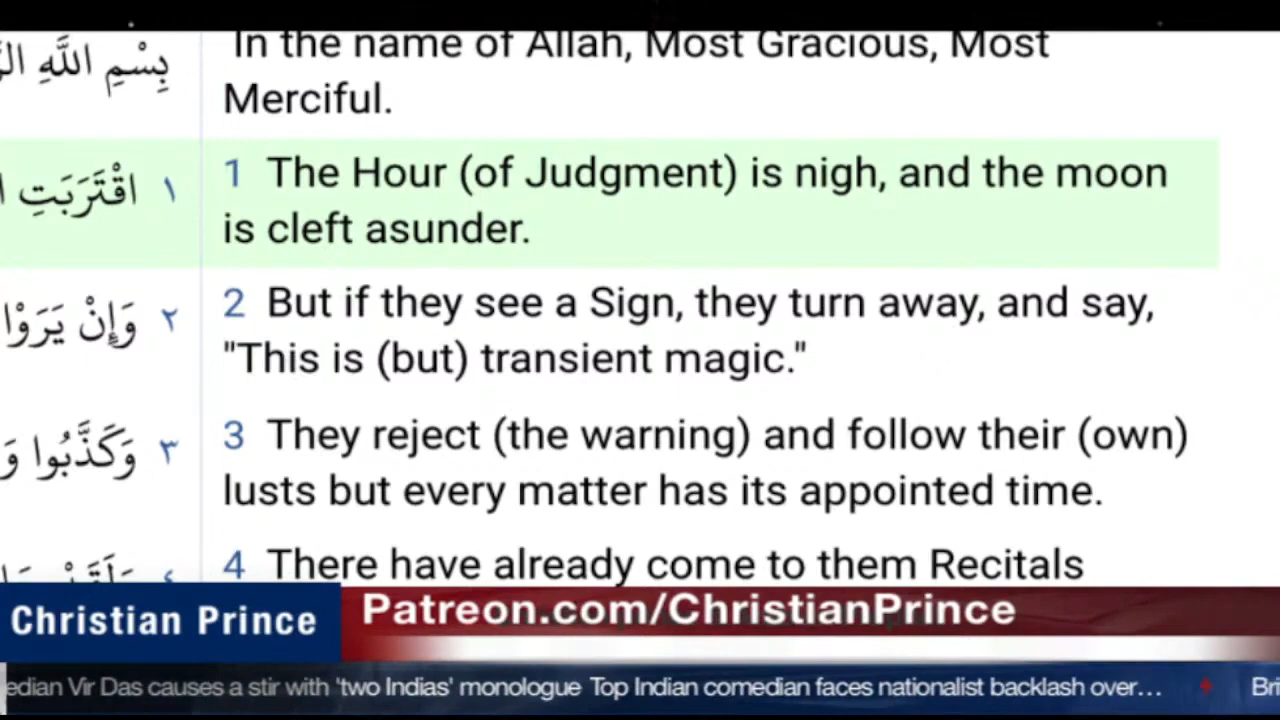 In the name of Allah, Most Gracious, Most
Merciful.
بِسْمِ اللَّهِ
1 The Hour (of Judgment) is nigh, and the moon
is cleft asunder.
اقْتَرَبَتِ ١
2 But if they see a Sign, they turn away, and say,
"This is (but) transient magic."
٢ وَإِنْ يَرَوْا
3 They reject (the warning) and follow their (own)
lusts but every matter has its appointed time.
٣ وَكَذَّبُوا
4 There have already come to them Recitals
Christian Prince
Patreon.com/ChristianPrince
edian Vir Das causes a stir with 'two Indias' monologue Top Indian comedian faces nationalist backlash over… Bri